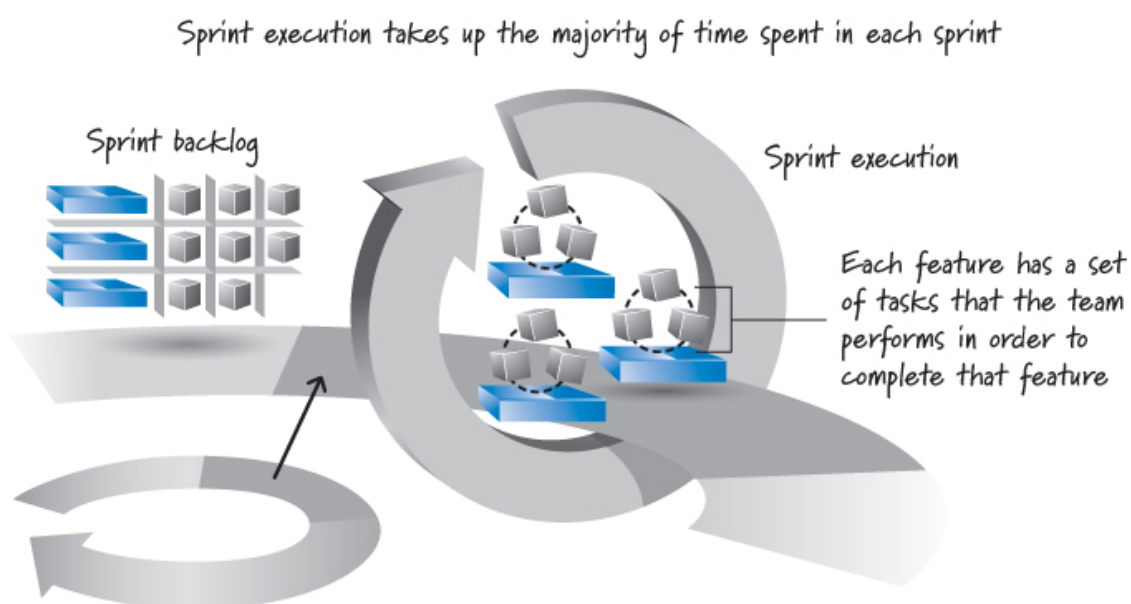 Sprint execution takes up the majority of time spent in each sprint
Sprint backlog
Sprint execution
Each feature has a set
of tasks that the team
performs in order to
complete that feature